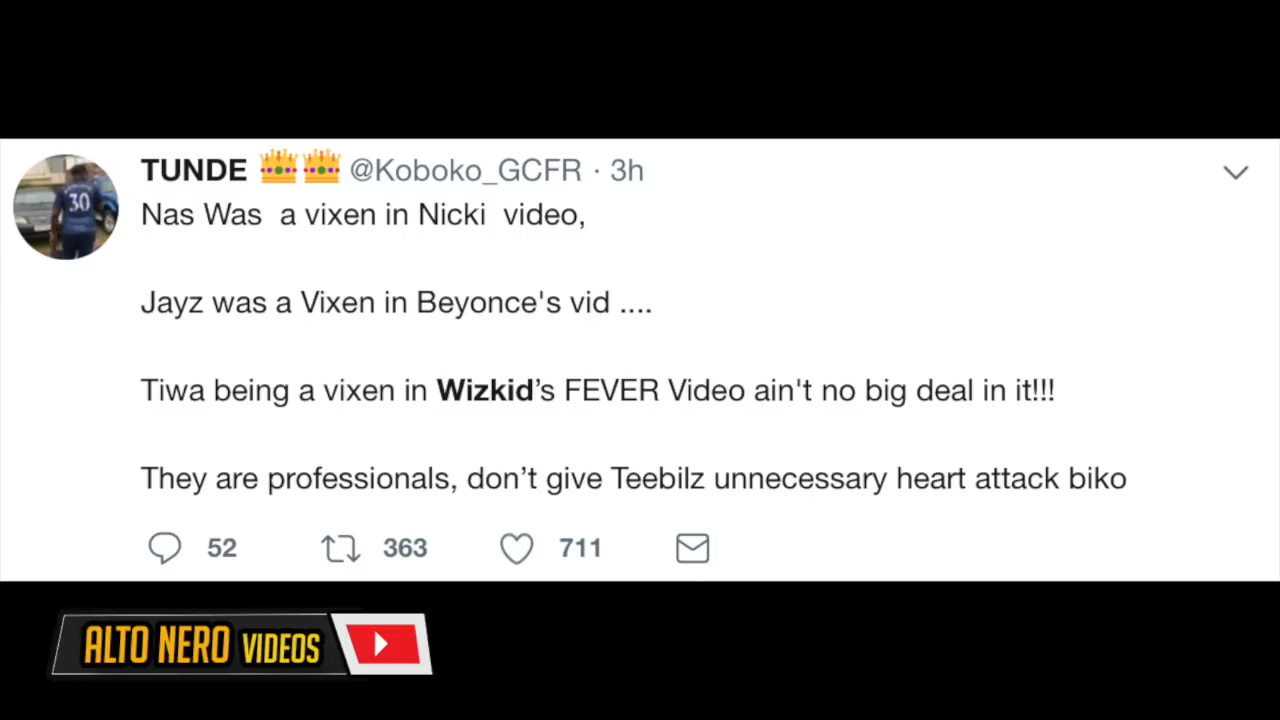 TUNDE 👑👑 @Koboko_GCFR · 3h
Nas Was a vixen in Nicki video,
Jayz was a Vixen in Beyonce's vid ....
Tiwa being a vixen in Wizkid’s FEVER Video ain't no big deal in it!!!
They are professionals, don’t give Teebilz unnecessary heart attack biko
52 363 711
30
ALTO NERO VIDEOS